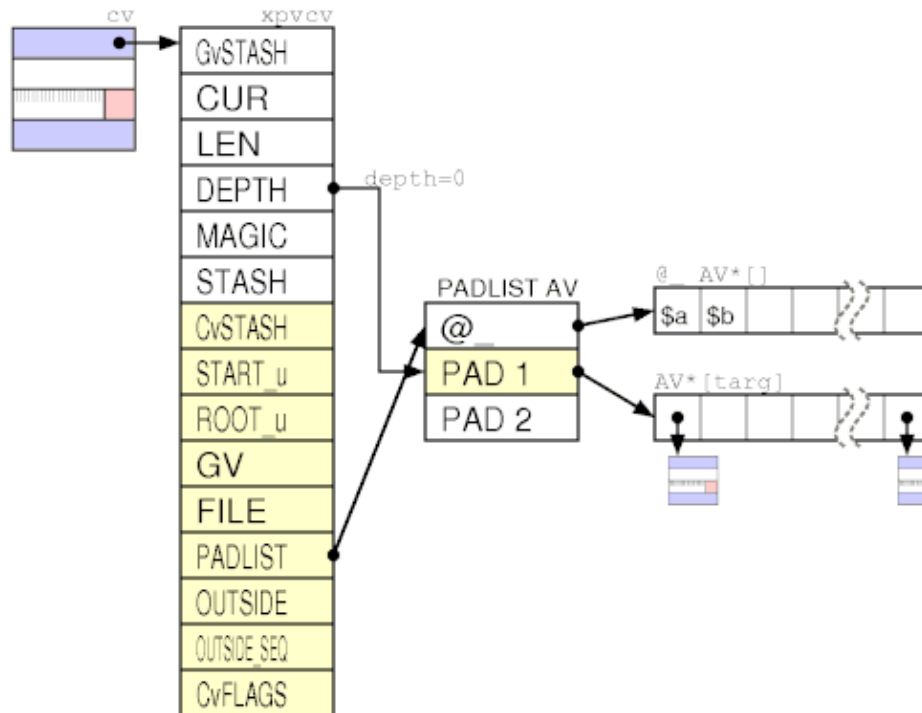 cv
xpvcv
GvSTASH
CUR
LEN
DEPTH
MAGIC
STASH
CvSTASH
START_u
ROOT_u
GV
FILE
PADLIST
OUTSIDE
OUTSIDE_SEQ
CvFLAGS
depth=0
PADLIST AV
@_
PAD 1
PAD 2
@_ AV*[]
$a $b
AV*[targ]